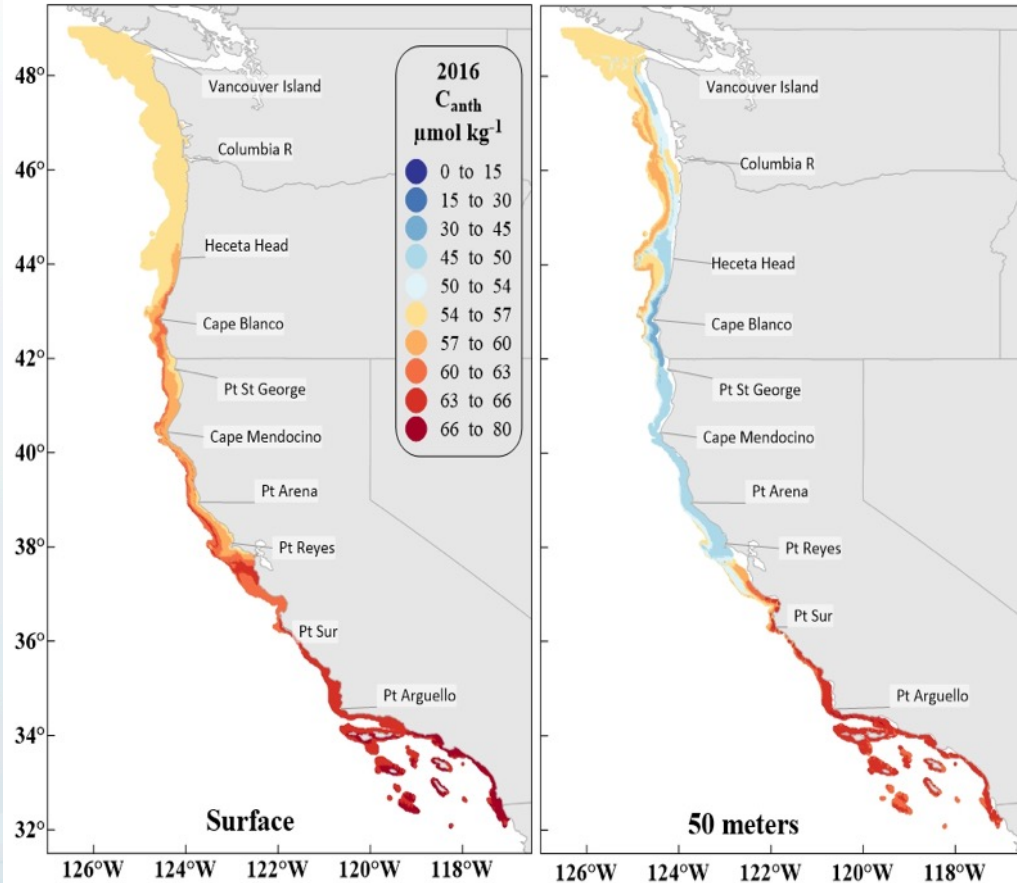 48°
46°
44°
42°
40°
38°
36°
34°
32°
126°W 124°W 122°W 120°W 118°W
Vancouver Island
Columbia R
Heceta Head
Cape Blanco
Pt St George
Cape Mendocino
Pt Arena
Pt Reyes
Pt Sur
Pt Arguello
Surface
2016
C_anth
µmol kg⁻¹
0 to 15
15 to 30
30 to 45
45 to 50
50 to 54
54 to 57
57 to 60
60 to 63
63 to 66
66 to 80
Vancouver Island
Columbia R
Heceta Head
Cape Blanco
Pt St George
Cape Mendocino
Pt Arena
Pt Reyes
Pt Sur
Pt Arguello
50 meters
126°W 124°W 122°W 120°W 118°W